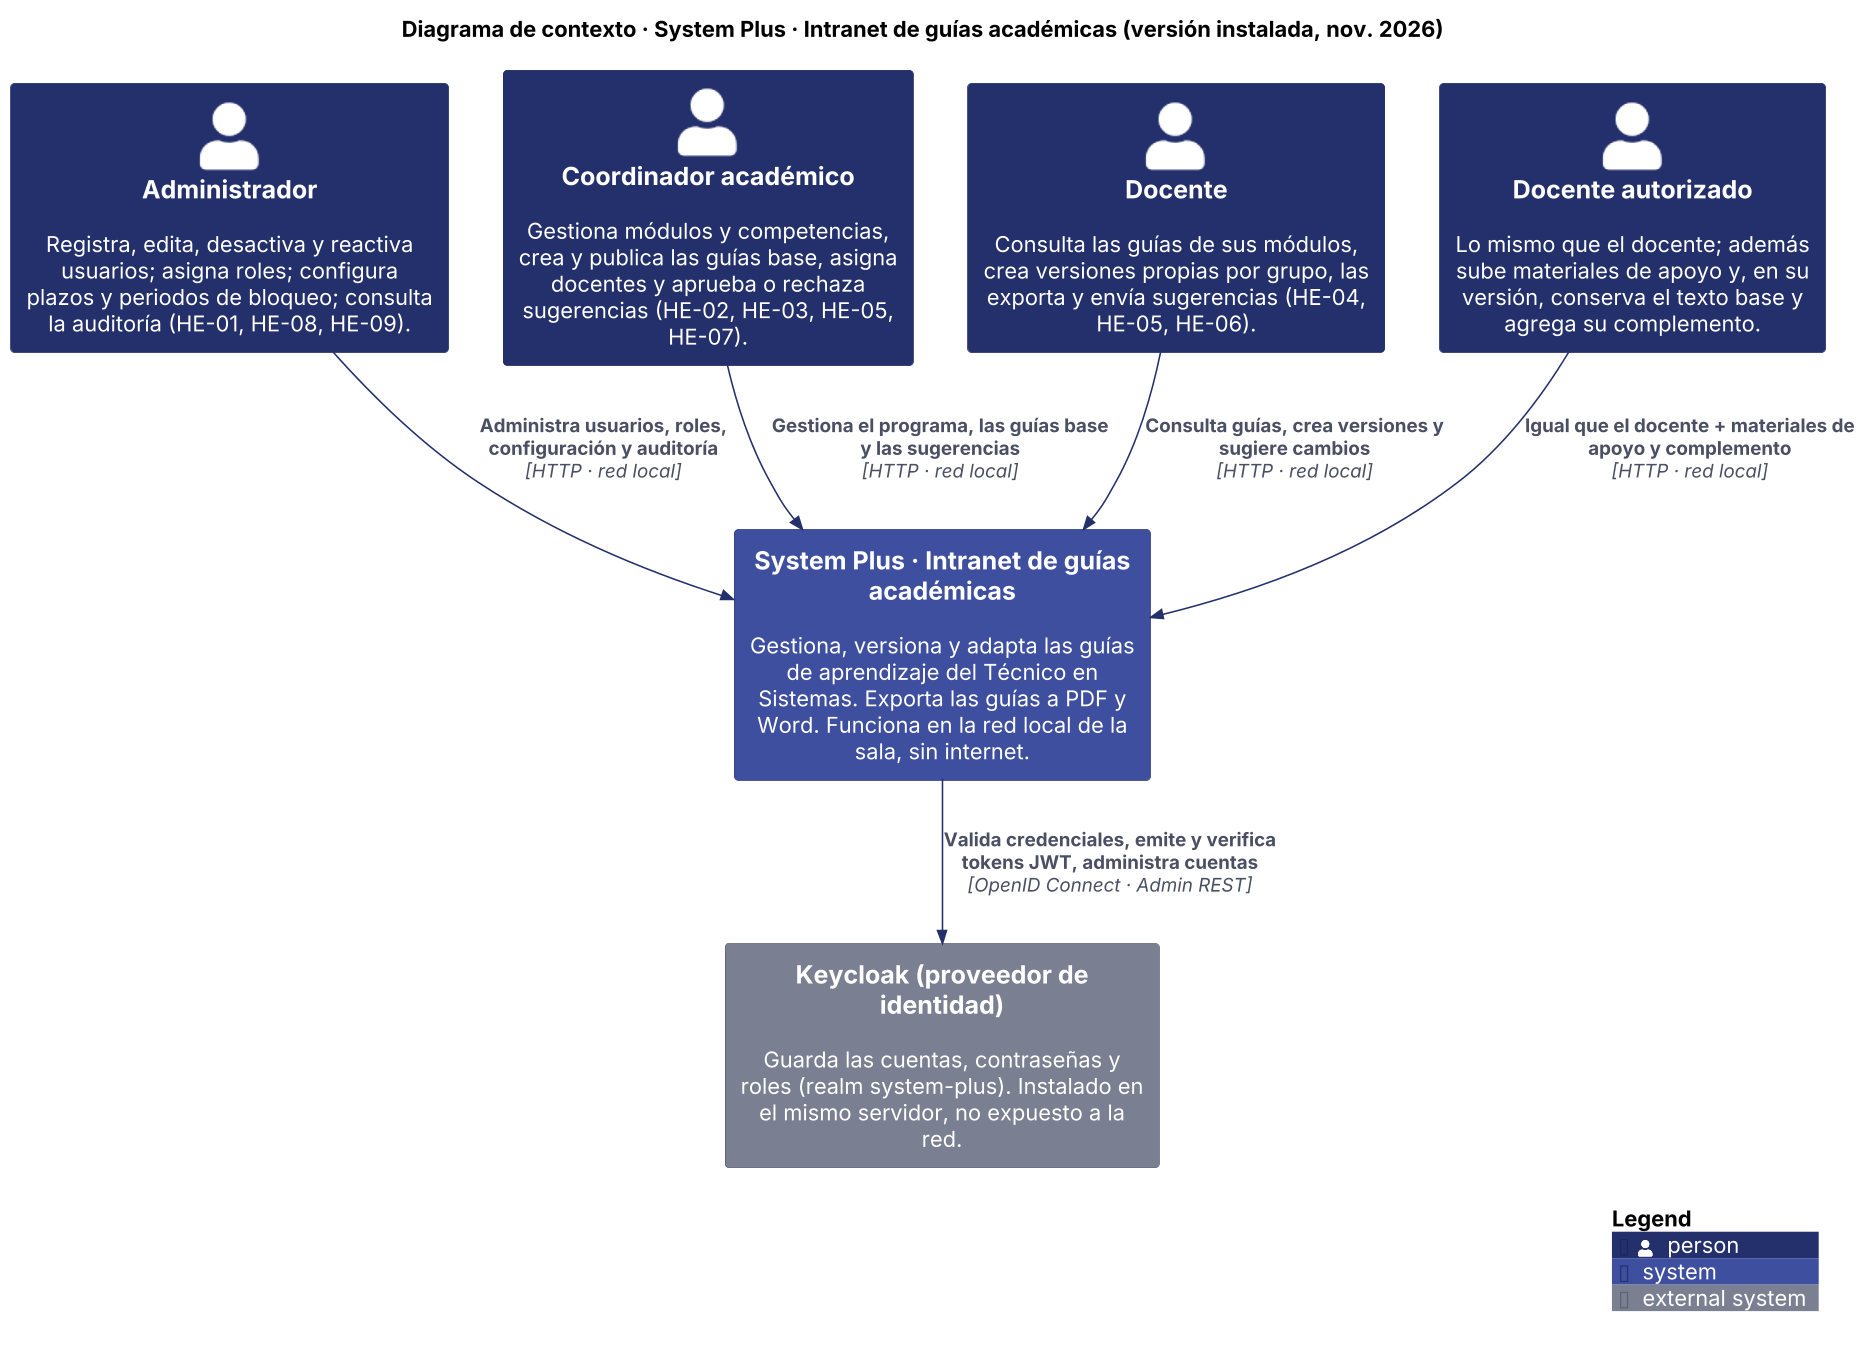 Diagrama de contexto · System Plus · Intranet de guías académicas (versión instalada, nov. 2026)
Administrador
Registra, edita, desactiva y reactiva
usuarios; asigna roles; configura
plazos y periodos de bloqueo; consulta
la auditoría (HE-01, HE-08, HE-09).
Coordinador académico
Gestiona módulos y competencias,
crea y publica las guías base, asigna
docentes y aprueba o rechaza
sugerencias (HE-02, HE-03, HE-05,
HE-07).
Docente
Consulta las guías de sus módulos,
crea versiones propias por grupo, las
exporta y envía sugerencias (HE-04,
HE-05, HE-06).
Docente autorizado
Lo mismo que el docente; además
sube materiales de apoyo y, en su
versión, conserva el texto base y
agrega su complemento.
Administra usuarios, roles,
configuración y auditoría
[HTTP · red local]
Gestiona el programa, las guías base
y las sugerencias
[HTTP · red local]
Consulta guías, crea versiones y
sugiere cambios
[HTTP · red local]
Igual que el docente + materiales de
apoyo y complemento
[HTTP · red local]
System Plus · Intranet de guías
académicas
Gestiona, versiona y adapta las guías
de aprendizaje del Técnico en
Sistemas. Exporta las guías a PDF y
Word. Funciona en la red local de la
sala, sin internet.
Valida credenciales, emite y verifica
tokens JWT, administra cuentas
[OpenID Connect · Admin REST]
Keycloak (proveedor de
identidad)
Guarda las cuentas, contraseñas y
roles (realm system-plus). Instalado en
el mismo servidor, no expuesto a la
red.
Legend
person
system
external system